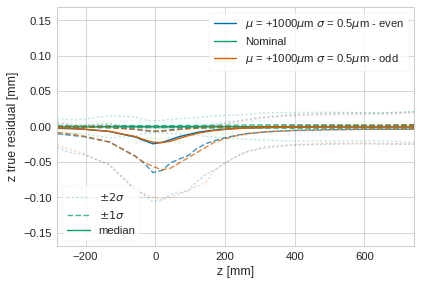 0.15
0.10
0.05
0.00
−0.05
−0.10
−0.15
z true residual [mm]
μ = +1000μm σ = 0.5μm - even
Nominal
μ = +1000μm σ = 0.5μm - odd
±2σ
±1σ
median
−200 0 200 400 600
z [mm]